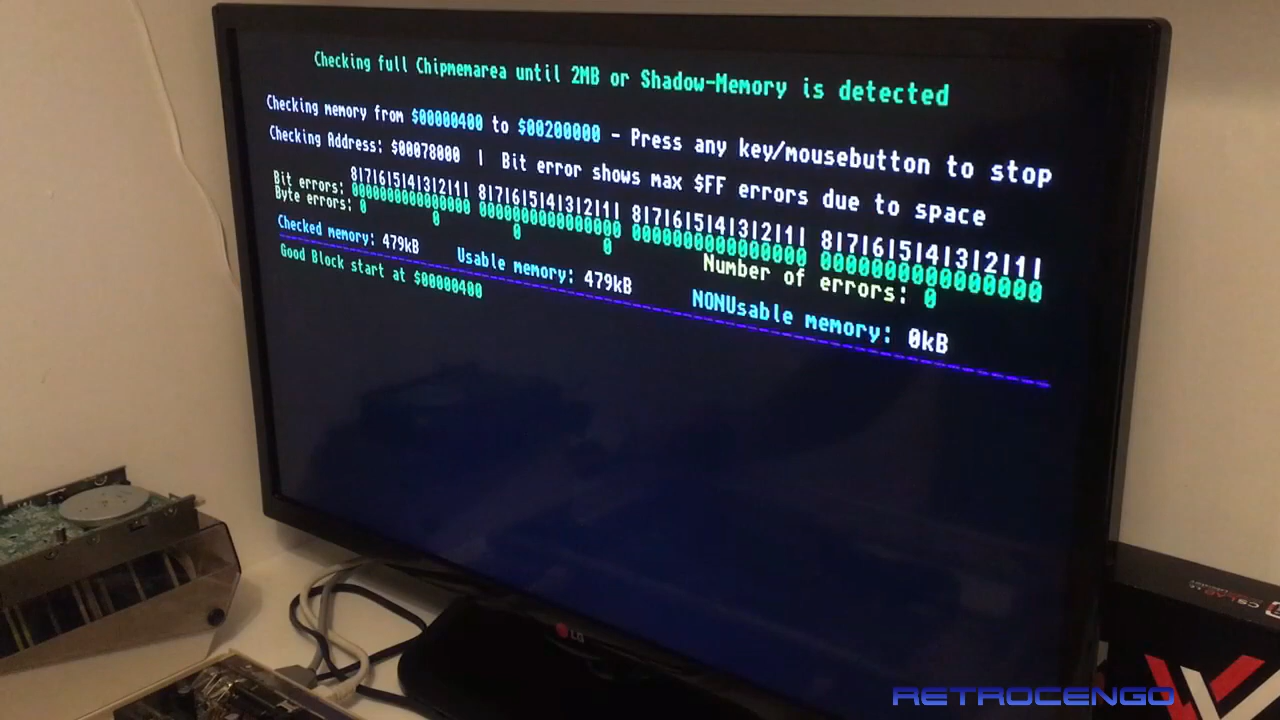 Checking full Chipmemarea until 2MB or Shadow-Memory is detected
Checking memory from $00000400 to $00200000 - Press any key/mousebutton to stop
Checking Address: $00078000 | Bit error shows max $FF errors due to space
8|7|6|5|4|3|2|1| 8|7|6|5|4|3|2|1| 8|7|6|5|4|3|2|1| 8|7|6|5|4|3|2|1|
Bit errors: 0000000000000000 0000000000000000 0000000000000000 0000000000000000
Byte errors: 0 0 0 0 Number of errors: 0
Checked memory: 479kB Usable memory: 479kB NONUsable memory: 0kB
Good Block start at $00000400
LG
RETROCENGO